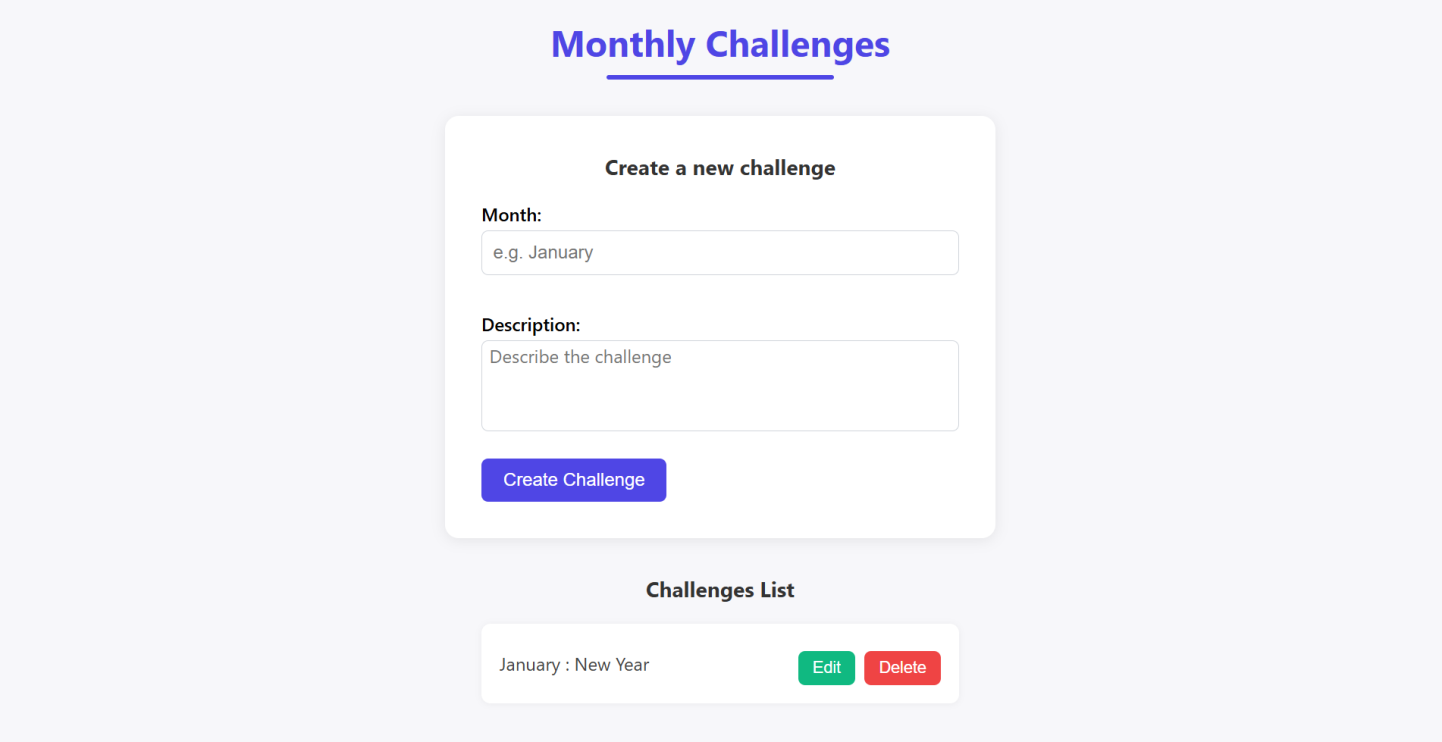 Monthly Challenges
Create a new challenge
Month:
e.g. January
Description:
Describe the challenge
Create Challenge
Challenges List
January : New Year
Edit
Delete